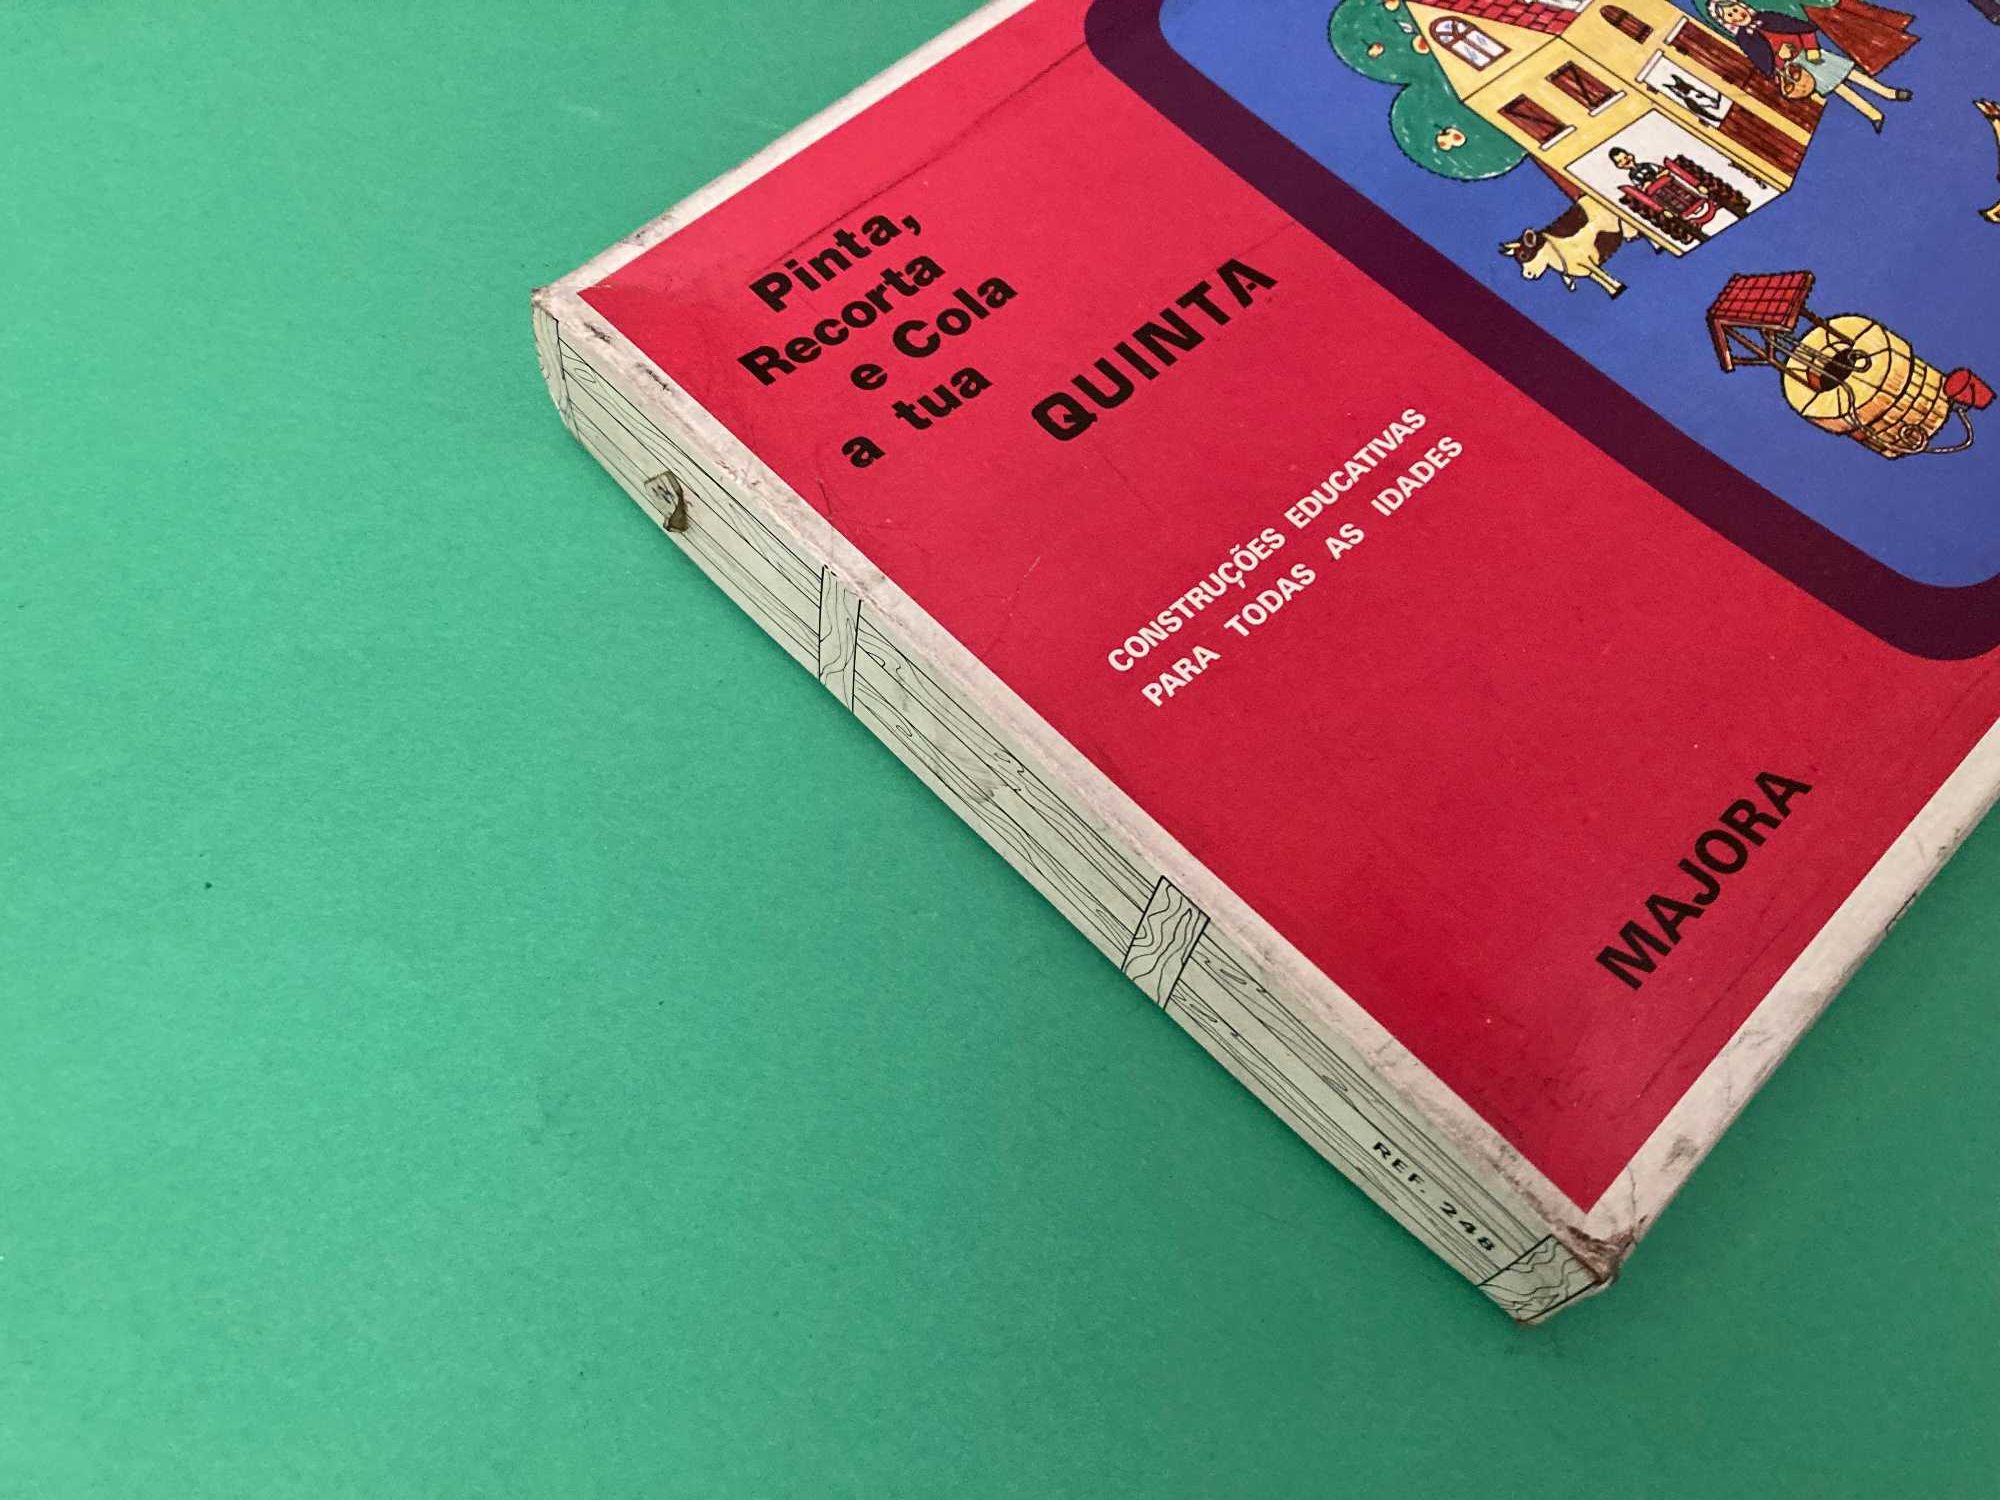 Pinta,
Recorta
e Cola
a tua
QUINTA
CONSTRUÇÕES EDUCATIVAS
PARA TODAS AS IDADES
MAJORA
REF. 248